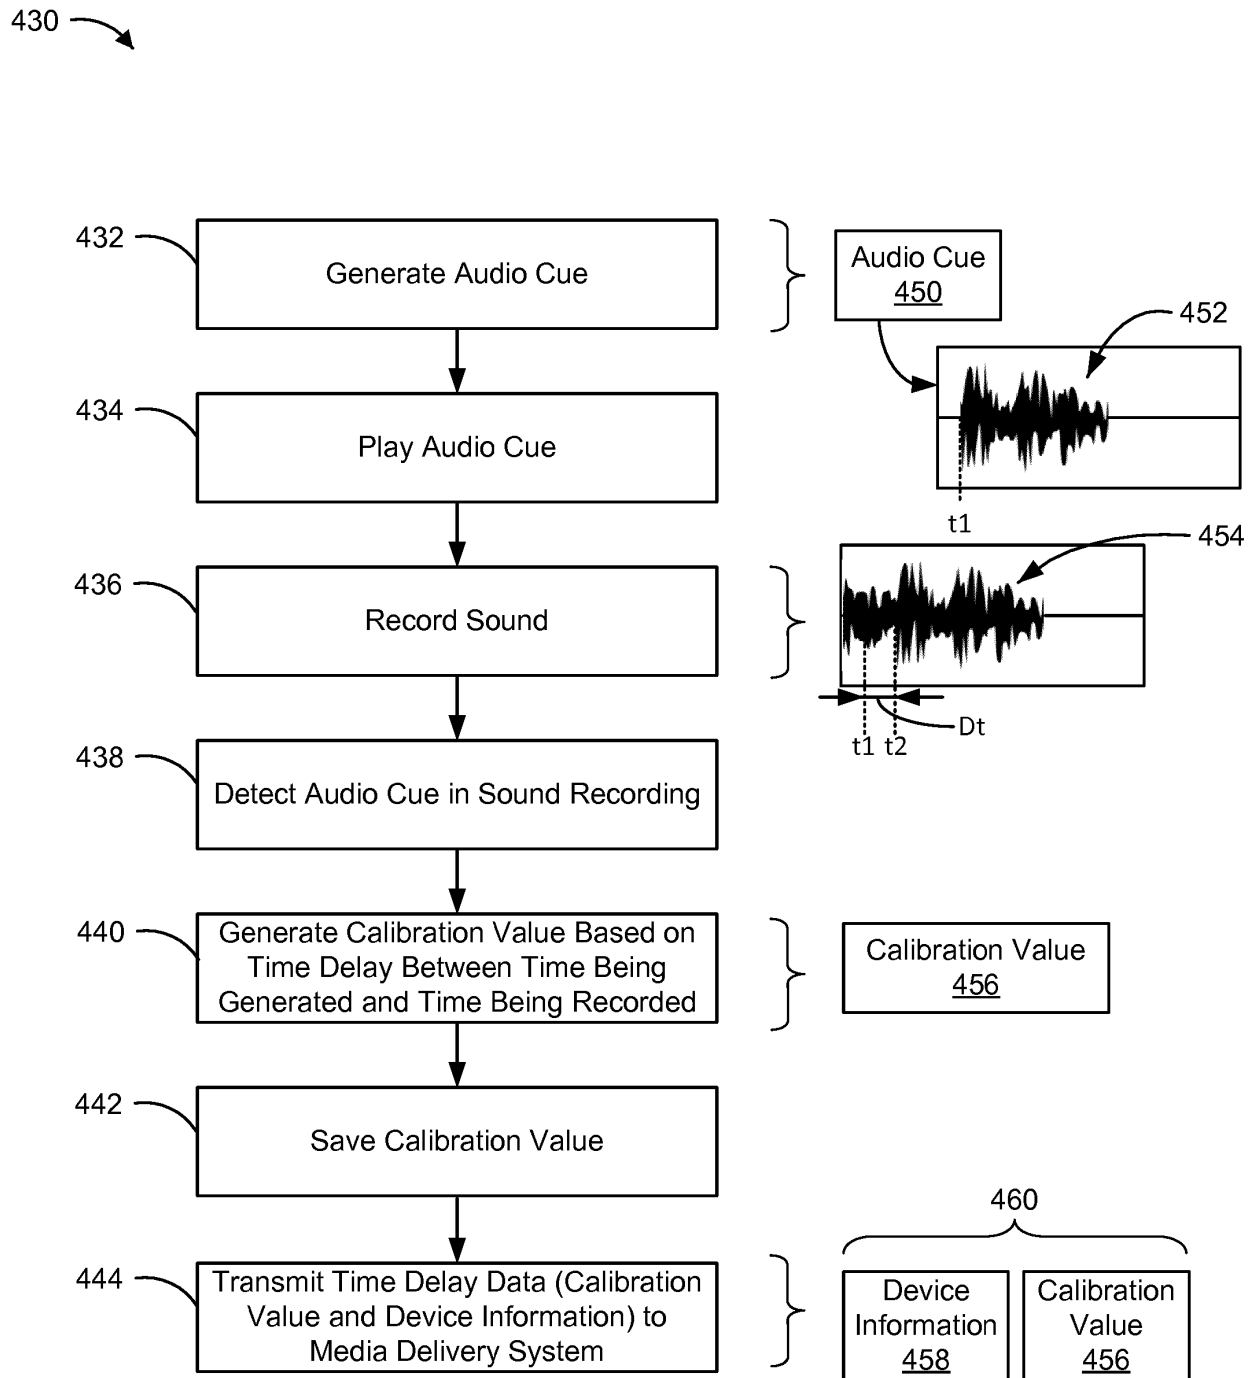 430
432
Generate Audio Cue
Audio Cue
450
452
434
Play Audio Cue
t1
454
436
Record Sound
Dt
t1 t2
438
Detect Audio Cue in Sound Recording
440
Generate Calibration Value Based on
Time Delay Between Time Being
Generated and Time Being Recorded
Calibration Value
456
442
Save Calibration Value
460
444
Transmit Time Delay Data (Calibration
Value and Device Information) to
Media Delivery System
Device
Information
458
Calibration
Value
456